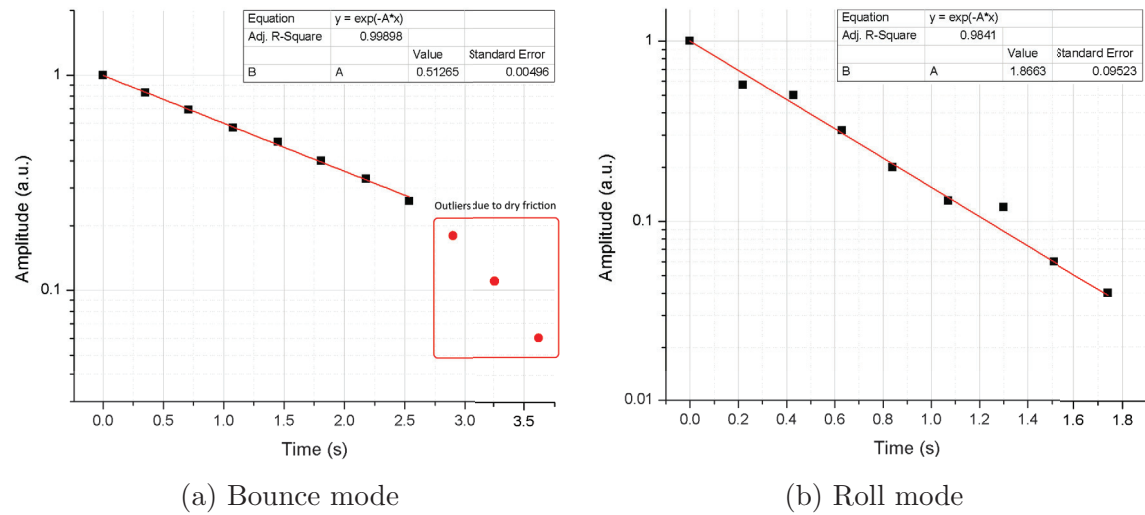 Equation y = exp(-A*x)
Adj. R-Square 0.99898
Value Standard Error
B A 0.51265 0.00496
1
0.1
Amplitude (a.u.)
Outliers due to dry friction
0.0 0.5 1.0 1.5 2.0 2.5 3.0 3.5
Time (s)
(a) Bounce mode
Equation y = exp(-A*x)
Adj. R-Square 0.9841
Value Standard Error
B A 1.8663 0.09523
1
0.1
0.01
Amplitude (a.u.)
0.0 0.2 0.4 0.6 0.8 1.0 1.2 1.4 1.6 1.8
Time (s)
(b) Roll mode